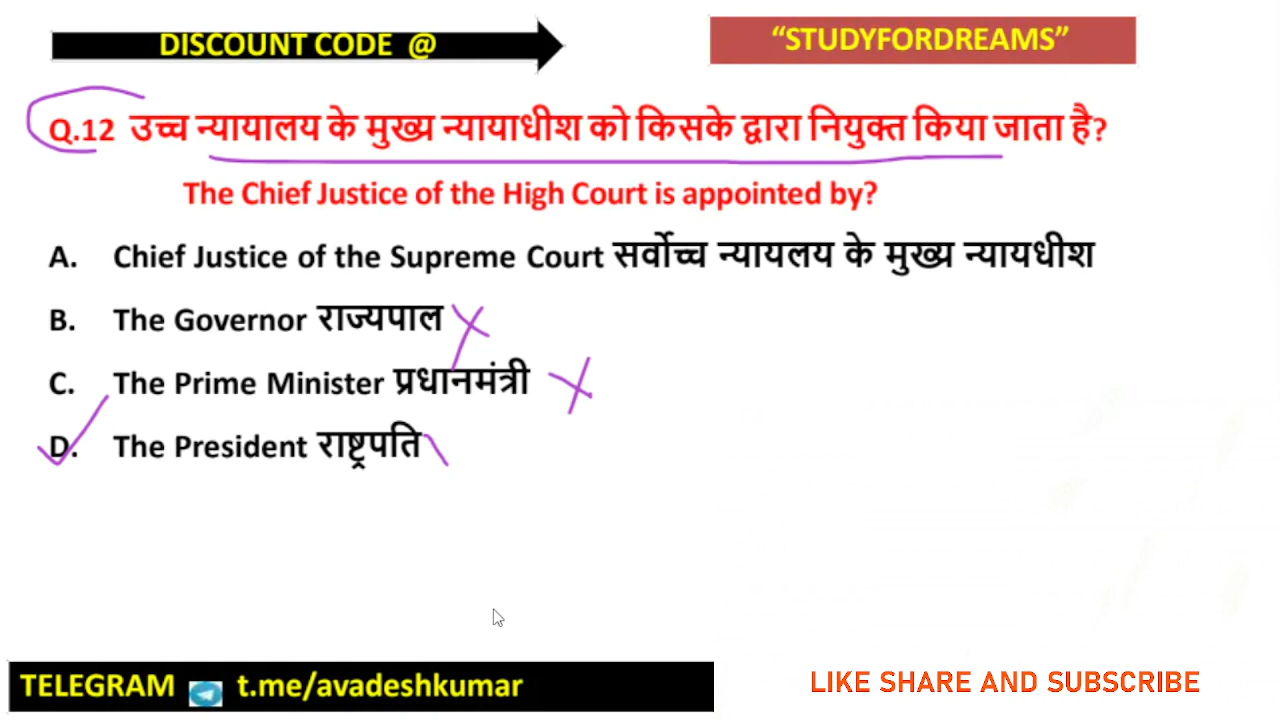 DISCOUNT CODE @
“STUDYFORDREAMS”
Q.12 उच्च न्यायालय के मुख्य न्यायाधीश को किसके द्वारा नियुक्त किया जाता है?
The Chief Justice of the High Court is appointed by?
A. Chief Justice of the Supreme Court सर्वोच्च न्यायलय के मुख्य न्यायधीश
B. The Governor राज्यपाल
C. The Prime Minister प्रधानमंत्री
D. The President राष्ट्रपति
TELEGRAM t.me/avadeshkumar
LIKE SHARE AND SUBSCRIBE